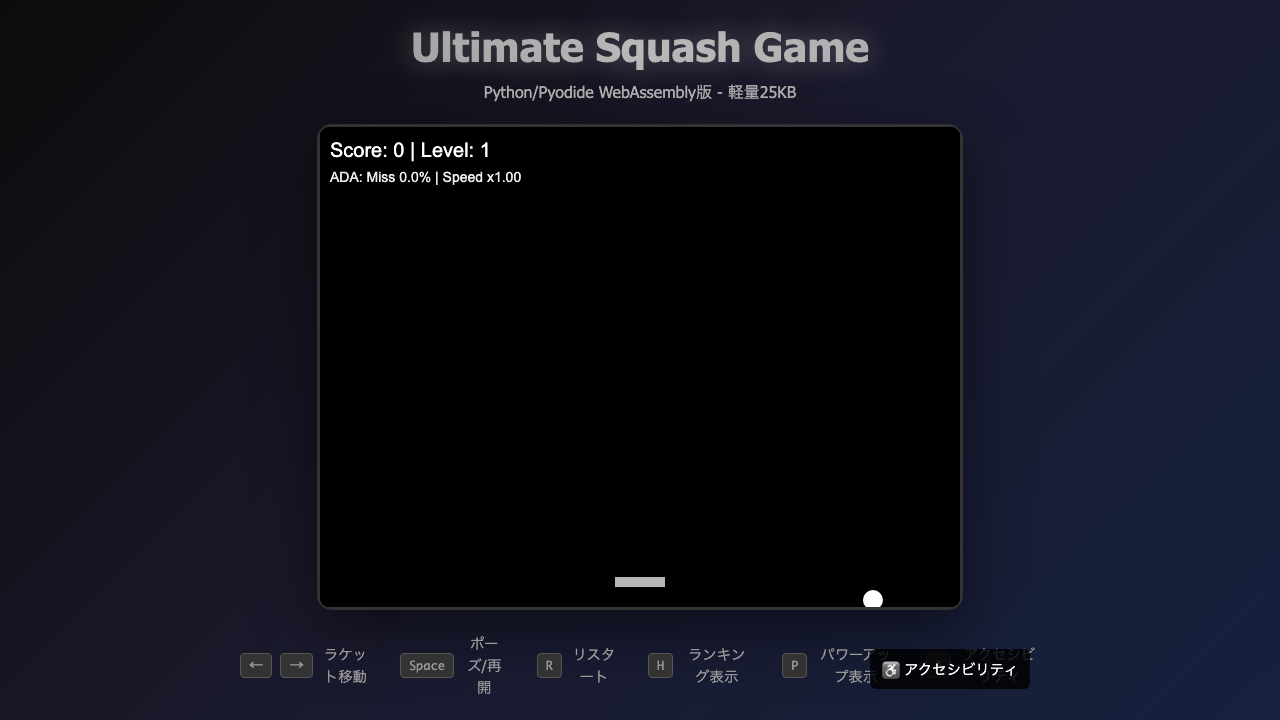 Ultimate Squash Game
Python/Pyodide WebAssembly版 - 軽量25KB
Score: 0 | Level: 1
ADA: Miss 0.0% | Speed x1.00
← → ラケッ
ト移動
Space ポー
ズ/再
開
R リスタ
ート
H ランキン
グ表示
P パワーアッ
プ表示
アクセシビ
♿ アクセシビリティ